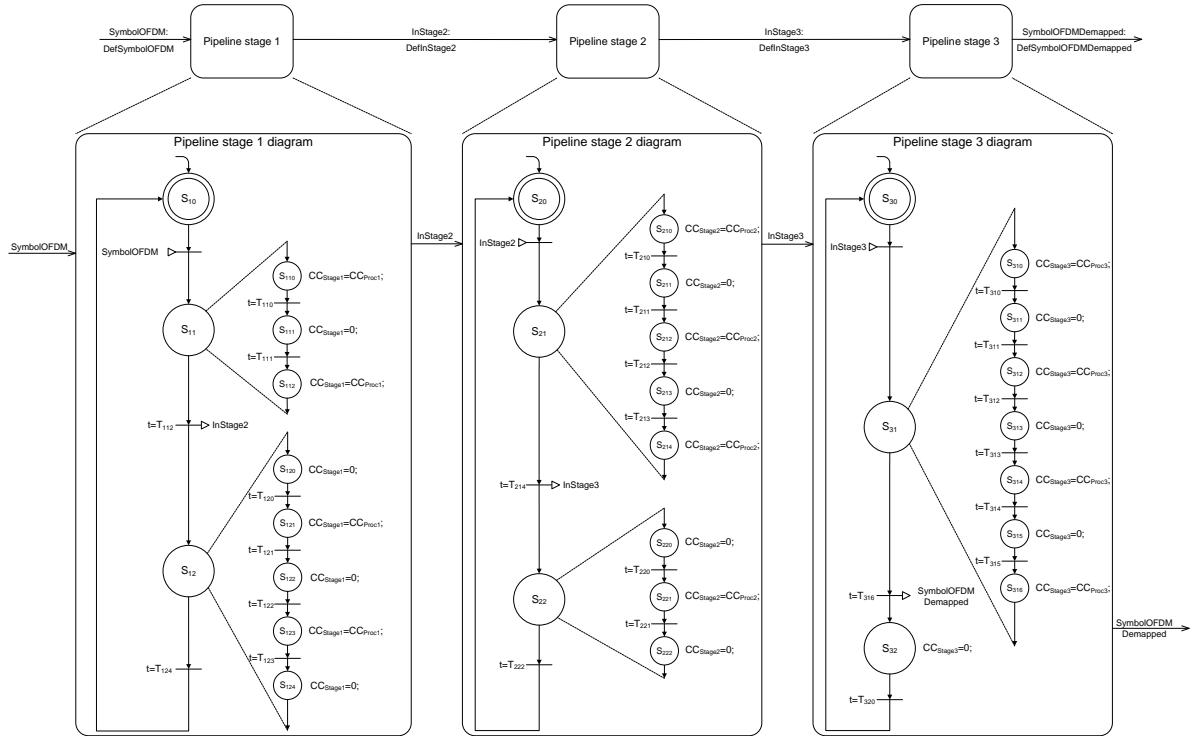 SymbolOFDM:
DefSymbolOFDM
Pipeline stage 1
InStage2:
DefInStage2
Pipeline stage 2
InStage3:
DefInStage3
Pipeline stage 3
SymbolOFDMDemapped:
DefSymbolOFDMDemapped
Pipeline stage 1 diagram
S10
SymbolOFDM
SymbolOFDM
S11
S110
CCStage1=CCProc1;
t=T110
S111
CCStage1=0;
t=T111
S112
CCStage1=CCProc1;
t=T112
InStage2
S12
S120
CCStage1=0;
t=T120
S121
CCStage1=CCProc1;
t=T121
S122
CCStage1=0;
t=T122
S123
CCStage1=CCProc1;
t=T123
S124
CCStage1=0;
t=T124
InStage2
Pipeline stage 2 diagram
S20
InStage2
S21
S210
CCStage2=CCProc2;
t=T210
S211
CCStage2=0;
t=T211
S212
CCStage2=CCProc2;
t=T212
S213
CCStage2=0;
t=T213
S214
CCStage2=CCProc2;
t=T214
InStage3
S22
S220
CCStage2=0;
t=T220
S221
CCStage2=CCProc2;
t=T221
S222
CCStage2=0;
t=T222
InStage3
Pipeline stage 3 diagram
S30
InStage3
S31
S310
CCStage3=CCProc3;
t=T310
S311
CCStage3=0;
t=T311
S312
CCStage3=CCProc3;
t=T312
S313
CCStage3=0;
t=T313
S314
CCStage3=CCProc3;
t=T314
S315
CCStage3=0;
t=T315
S316
CCStage3=CCProc3;
t=T316
SymbolOFDM
Demapped
S32
CCStage3=0;
t=T320
SymbolOFDM
Demapped